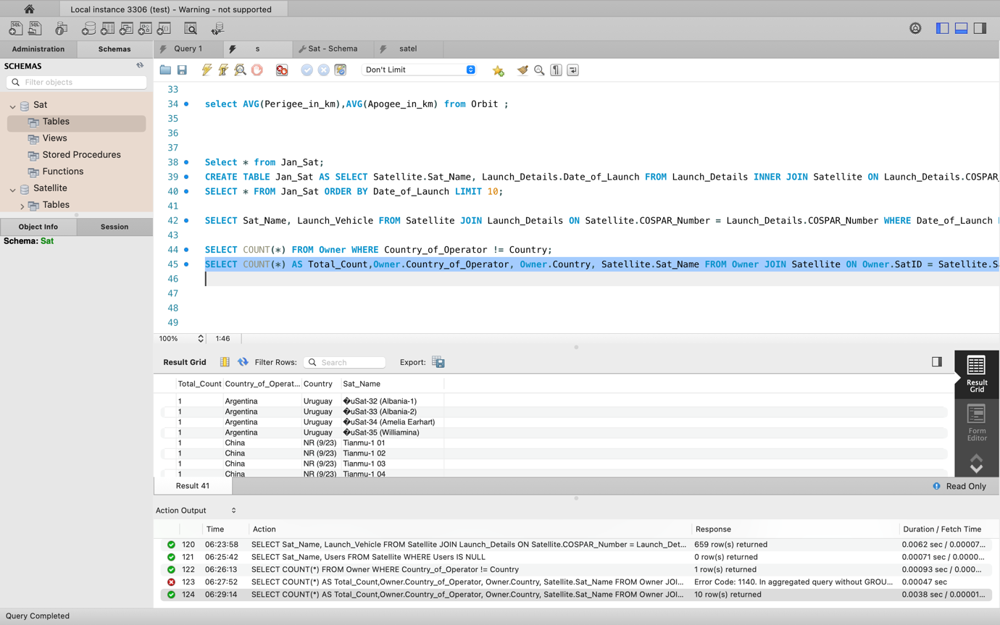 Local instance 3306 (test) - Warning - not supported
Administration
Schemas
Query 1
s
Sat - Schema
satel
SCHEMAS
Filter objects
Sat
Tables
Views
Stored Procedures
Functions
Satellite
Tables
Object Info
Session
Schema: Sat
Don't Limit
33
34 select AVG(Perigee_in_km),AVG(Apogee_in_km) from Orbit ;
35
36
37
38 Select * from Jan_Sat;
39 CREATE TABLE Jan_Sat AS SELECT Satellite.Sat_Name, Launch_Details.Date_of_Launch FROM Launch_Details INNER JOIN Satellite ON Launch_Details.COSPAR_
40 SELECT * FROM Jan_Sat ORDER BY Date_of_Launch LIMIT 10;
41
42 SELECT Sat_Name, Launch_Vehicle FROM Satellite JOIN Launch_Details ON Satellite.COSPAR_Number = Launch_Details.COSPAR_Number WHERE Date_of_Launch
43
44 SELECT COUNT(*) FROM Owner WHERE Country_of_Operator != Country;
45 SELECT COUNT(*) AS Total_Count,Owner.Country_of_Operator, Owner.Country, Satellite.Sat_Name FROM Owner JOIN Satellite ON Owner.SatID = Satellite.S
46
47
48
49
100%
1:46
Result Grid
Filter Rows:
Search
Export:
Total_Count Country_of_Operat... Country Sat_Name
1 Argentina Uruguay �uSat-32 (Albania-1)
1 Argentina Uruguay �uSat-33 (Albania-2)
1 Argentina Uruguay �uSat-34 (Amelia Earhart)
1 Argentina Uruguay �uSat-35 (Williamina)
1 China NR (9/23) Tianmu-1 01
1 China NR (9/23) Tianmu-1 02
1 China NR (9/23) Tianmu-1 03
1 China NR (9/23) Tianmu-1 04
Result Grid
Form Editor
Result 41
Read Only
Action Output
Time Action Response Duration / Fetch Time
120 06:23:58 SELECT Sat_Name, Launch_Vehicle FROM Satellite JOIN Launch_Details ON Satellite.COSPAR_Number = Launch_Det... 659 row(s) returned 0.0062 sec / 0.00007...
121 06:25:42 SELECT Sat_Name, Users FROM Satellite WHERE Users IS NULL 0 row(s) returned 0.00071 sec / 0.0000...
122 06:26:13 SELECT COUNT(*) FROM Owner WHERE Country_of_Operator != Country 1 row(s) returned 0.00093 sec / 0.000...
123 06:27:52 SELECT COUNT(*) AS Total_Count,Owner.Country_of_Operator, Owner.Country, Satellite.Sat_Name FROM Owner JOI... Error Code: 1140. In aggregated query without GROU... 0.00047 sec
124 06:29:14 SELECT COUNT(*) AS Total_Count,Owner.Country_of_Operator, Owner.Country, Satellite.Sat_Name FROM Owner JOI... 10 row(s) returned 0.0038 sec / 0.00001...
Query Completed